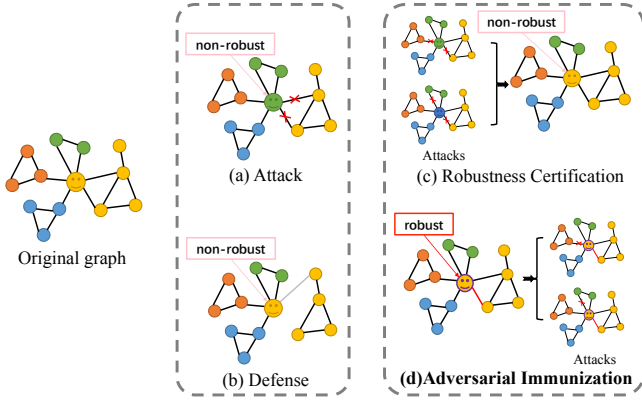 non-robust
(a) Attack
Original graph
non-robust
(b) Defense
non-robust
Attacks
(c) Robustness Certification
robust
Attacks
(d)Adversarial Immunization